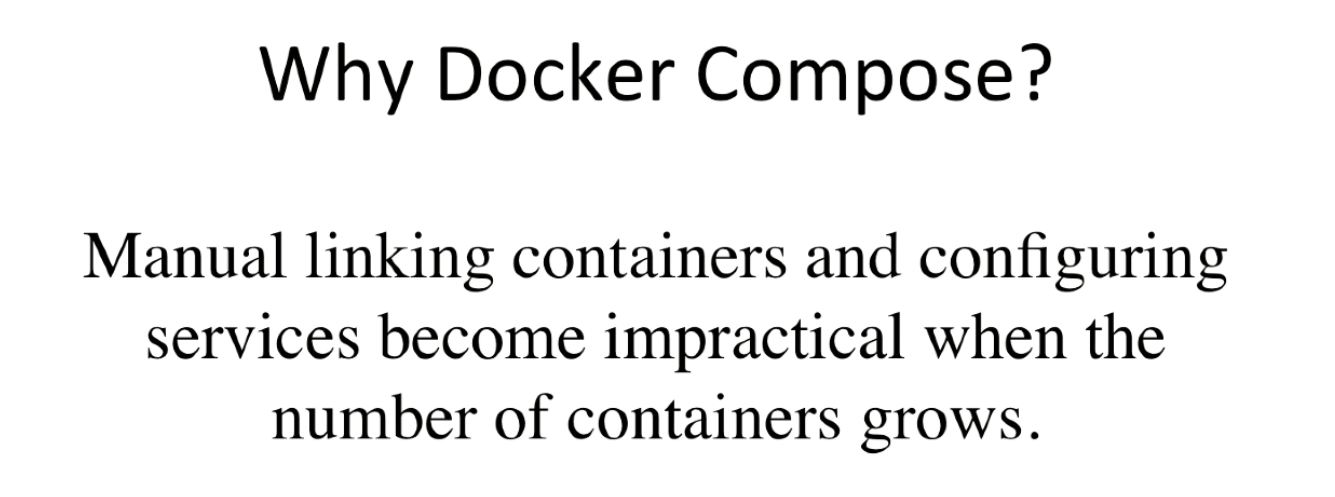 Why Docker Compose?
Manual linking containers and configuring
services become impractical when the
number of containers grows.